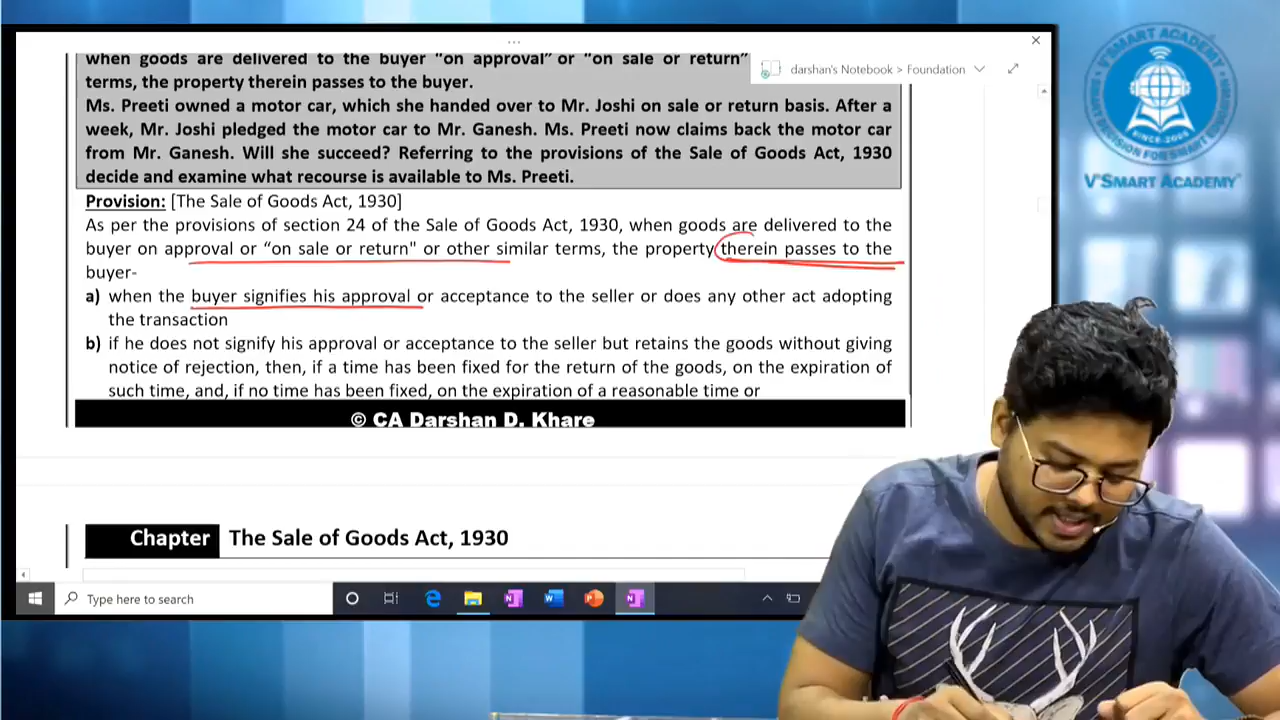 when goods are delivered to the buyer "on approval" or "on sale or return"
terms, the property therein passes to the buyer.
Ms. Preeti owned a motor car, which she handed over to Mr. Joshi on sale or return basis. After a
week, Mr. Joshi pledged the motor car to Mr. Ganesh. Ms. Preeti now claims back the motor car
from Mr. Ganesh. Will she succeed? Referring to the provisions of the Sale of Goods Act, 1930
decide and examine what recourse is available to Ms. Preeti.
Provision: [The Sale of Goods Act, 1930]
As per the provisions of section 24 of the Sale of Goods Act, 1930, when goods are delivered to the
buyer on approval or "on sale or return" or other similar terms, the property therein passes to the
buyer-
a) when the buyer signifies his approval or acceptance to the seller or does any other act adopting
the transaction
b) if he does not signify his approval or acceptance to the seller but retains the goods without giving
notice of rejection, then, if a time has been fixed for the return of the goods, on the expiration of
such time, and, if no time has been fixed, on the expiration of a reasonable time or
© CA Darshan D. Khare
Chapter The Sale of Goods Act, 1930
darshan's Notebook > Foundation
Type here to search
V'SMART ACADEMY
SINCE-2005
V'SMART ACADEMY